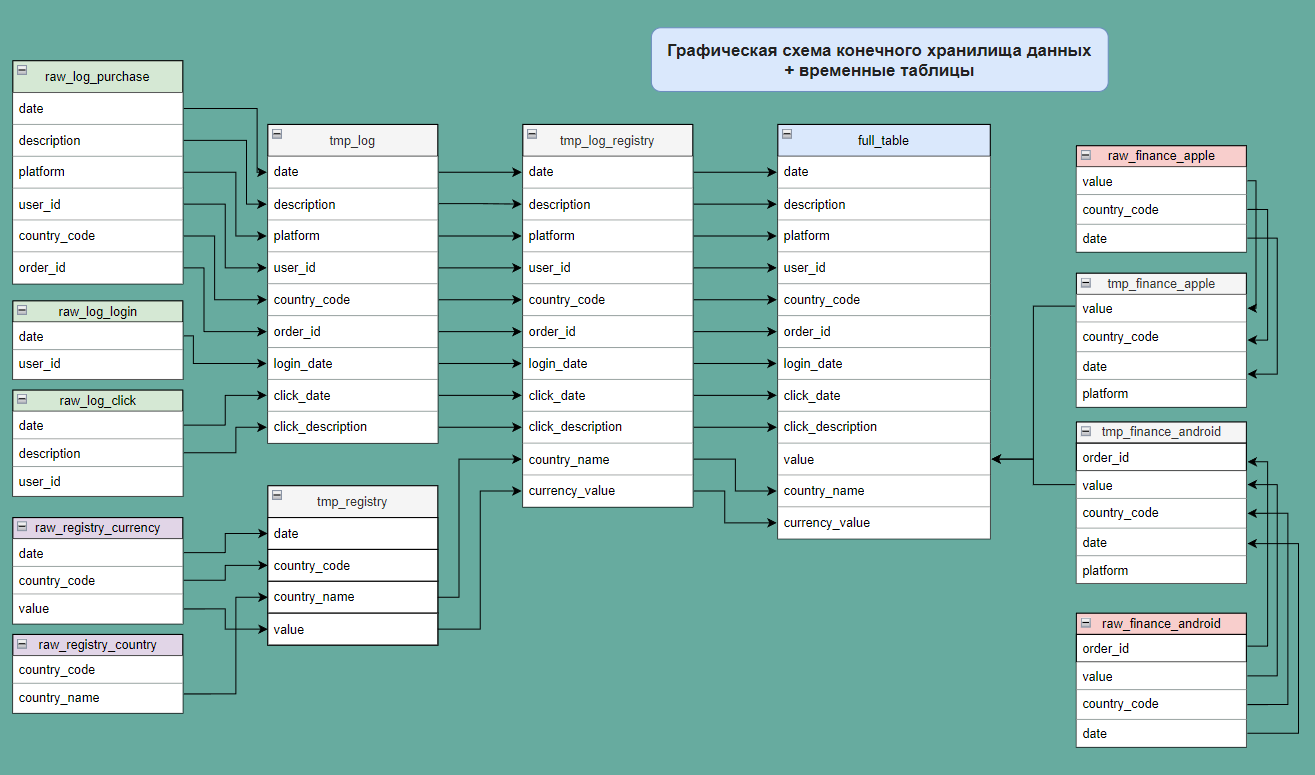 Графическая схема конечного хранилища данных
+ временные таблицы
raw_log_purchase
date
description
platform
user_id
country_code
order_id
raw_log_login
date
user_id
raw_log_click
date
description
user_id
raw_registry_currency
date
country_code
value
raw_registry_country
country_code
country_name
tmp_log
date
description
platform
user_id
country_code
order_id
login_date
click_date
click_description
tmp_registry
date
country_code
country_name
value
tmp_log_registry
date
description
platform
user_id
country_code
order_id
login_date
click_date
click_description
country_name
currency_value
full_table
date
description
platform
user_id
country_code
order_id
login_date
click_date
click_description
value
country_name
currency_value
raw_finance_apple
value
country_code
date
tmp_finance_apple
value
country_code
date
platform
tmp_finance_android
order_id
value
country_code
date
platform
raw_finance_android
order_id
value
country_code
date